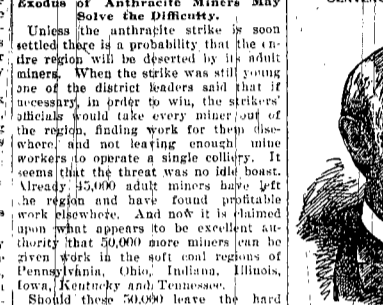 Exodus of Anthracite Miners May
Solve the Difficulty.
Unless the anthracite strike is soon
settled there is a probability that the en-
tire region will be deserted by its adult
miners. When the strike was still young
one of the district leaders said that if
necessary, in order to win, the strikers'
officials would take every miner out of
the region, finding work for them else-
where, and not leaving enough mine
workers to operate a single colliery. It
seems that the threat was no idle boast.
Already 45,000 adult miners have left
the region and have found profitable
work elsewhere. And now it is claimed
upon what appears to be excellent au-
thority that 50,000 more miners can be
given work in the soft coal regions of
Pennsylvania, Ohio, Indiana, Illinois,
Iowa, Kentucky and Tennessee.
Should these 50,000 leave the hard